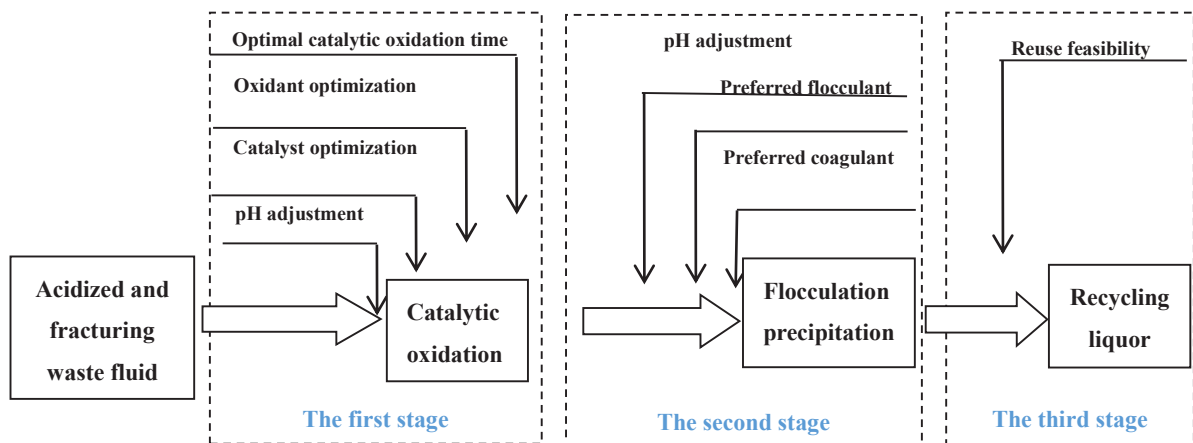 Optimal catalytic oxidation time
Oxidant optimization
Catalyst optimization
pH adjustment
Acidized and
fracturing
waste fluid
Catalytic
oxidation
The first stage
pH adjustment
Preferred flocculant
Preferred coagulant
Flocculation
precipitation
The second stage
Reuse feasibility
Recycling
liquor
The third stage